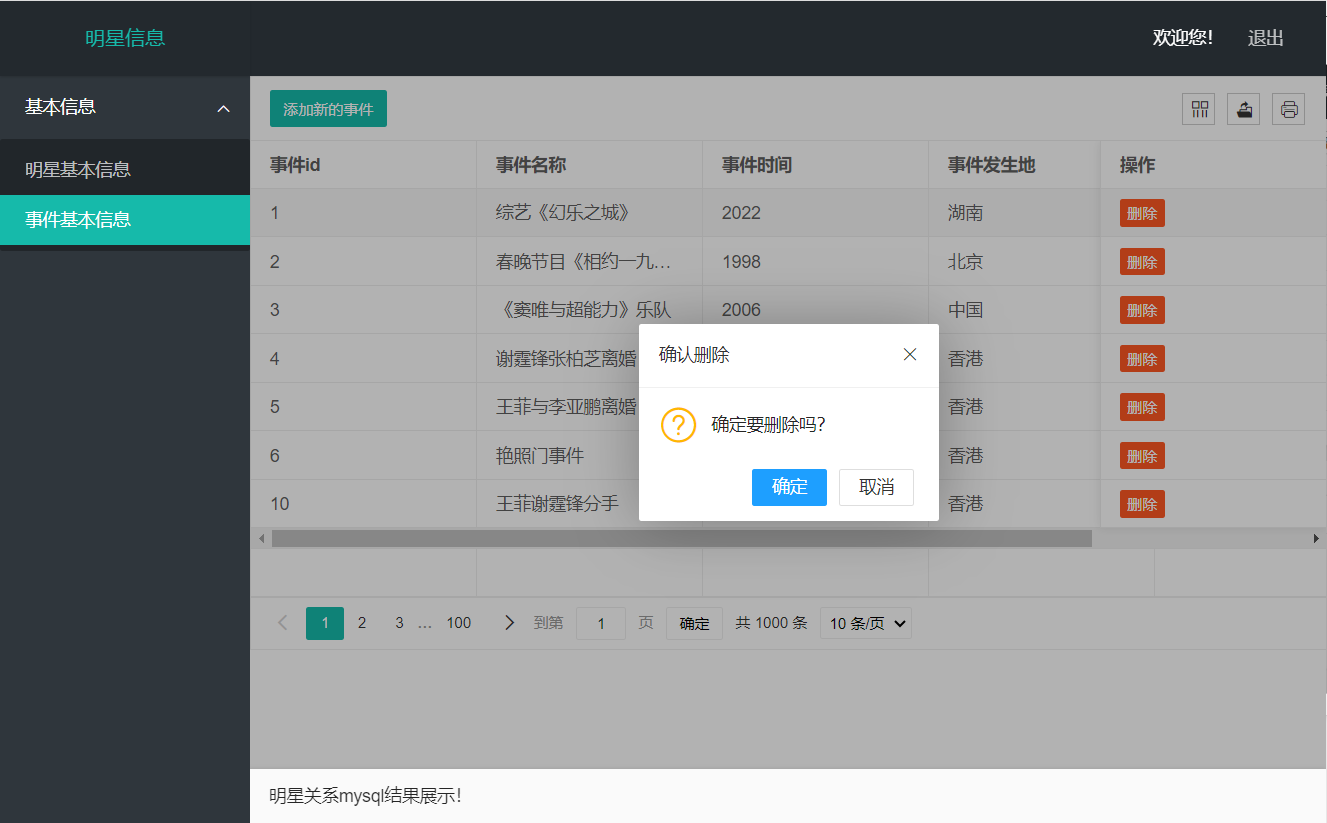 明星信息
欢迎您!
退出
基本信息
明星基本信息
事件基本信息
添加新的事件
事件id 事件名称 事件时间 事件发生地 操作
1 综艺《幻乐之城》 2022 湖南 删除
2 春晚节目《相约一九… 1998 北京 删除
3 《窦唯与超能力》乐队 2006 中国 删除
4 谢霆锋张柏芝离婚 香港 删除
5 王菲与李亚鹏离婚 香港 删除
6 艳照门事件 香港 删除
10 王菲谢霆锋分手 香港 删除
确认删除
确定要删除吗?
确定 取消
1 2 3 … 100 到第 1 页 确定 共 1000 条 10 条/页
明星关系mysql结果展示!